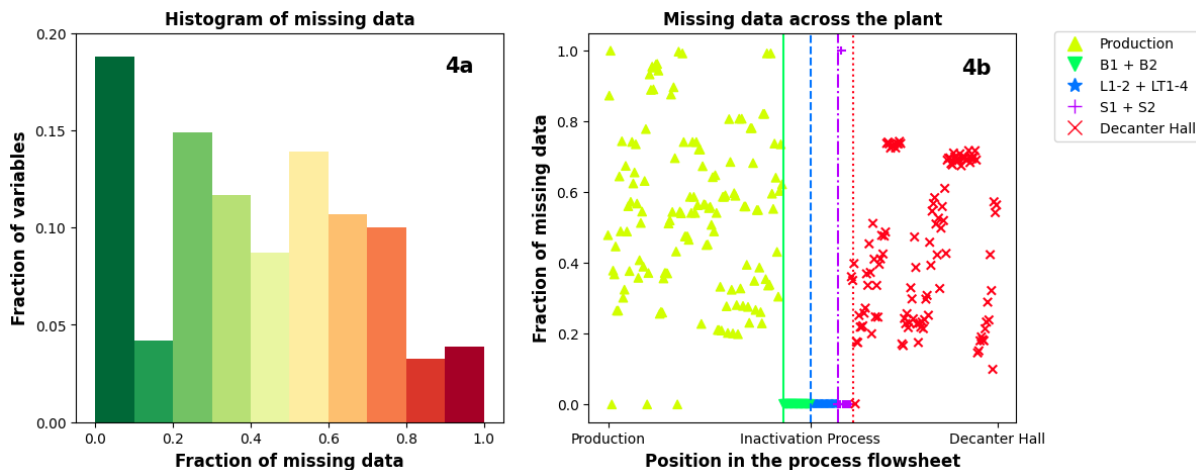 Histogram of missing data
4a
Fraction of variables
0.20
0.15
0.10
0.05
0.00
0.0 0.2 0.4 0.6 0.8 1.0
Fraction of missing data
Missing data across the plant
4b
Fraction of missing data
1.0
0.8
0.6
0.4
0.2
0.0
Production Inactivation Process Decanter Hall
Position in the process flowsheet
Production
B1 + B2
L1-2 + LT1-4
S1 + S2
Decanter Hall